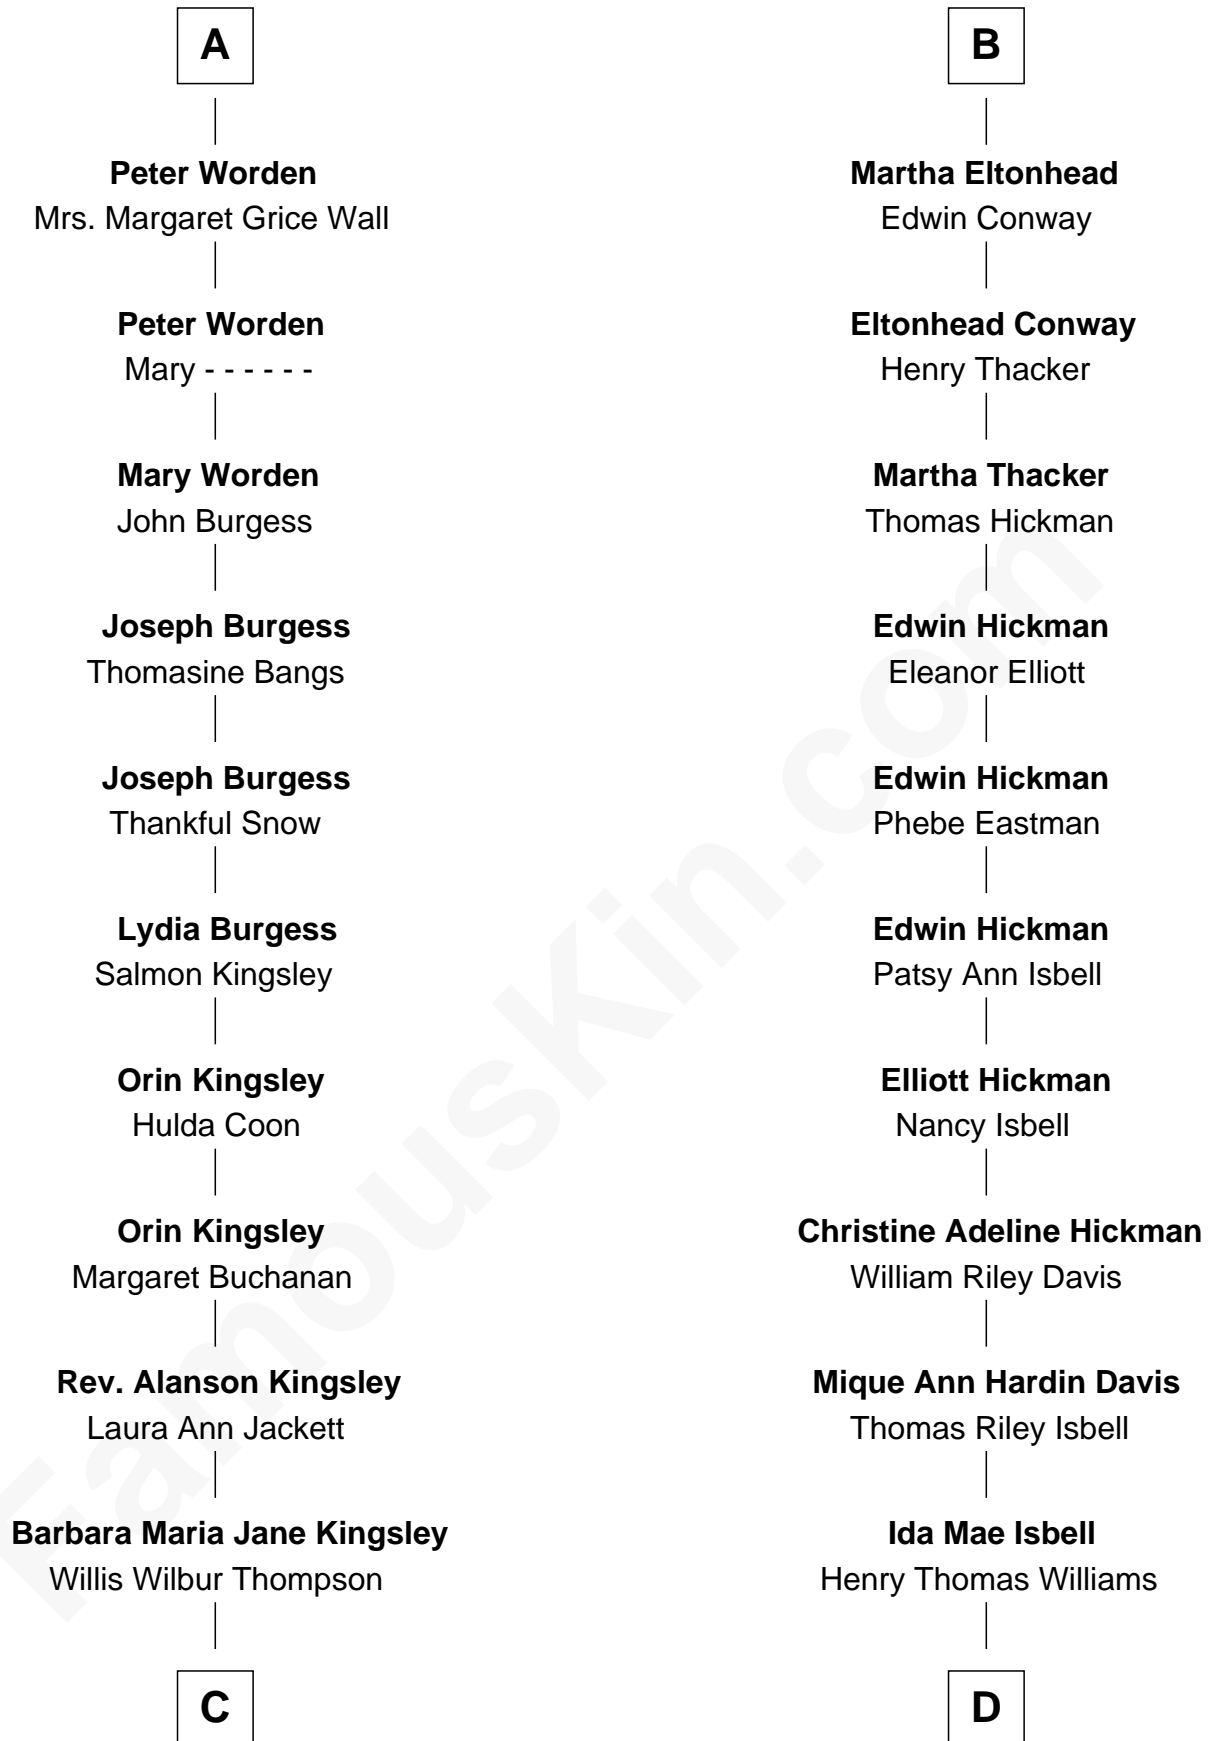 A
Peter Worden
Mrs. Margaret Grice Wall
Peter Worden
Mary - - - - - -
Mary Worden
John Burgess
Joseph Burgess
Thomasine Bangs
Joseph Burgess
Thankful Snow
Lydia Burgess
Salmon Kingsley
Orin Kingsley
Hulda Coon
Orin Kingsley
Margaret Buchanan
Rev. Alanson Kingsley
Laura Ann Jackett
Barbara Maria Jane Kingsley
Willis Wilbur Thompson
C
B
Martha Eltonhead
Edwin Conway
Eltonhead Conway
Henry Thacker
Martha Thacker
Thomas Hickman
Edwin Hickman
Eleanor Elliott
Edwin Hickman
Phebe Eastman
Edwin Hickman
Patsy Ann Isbell
Elliott Hickman
Nancy Isbell
Christine Adeline Hickman
William Riley Davis
Mique Ann Hardin Davis
Thomas Riley Isbell
Ida Mae Isbell
Henry Thomas Williams
D
FamousKin.com